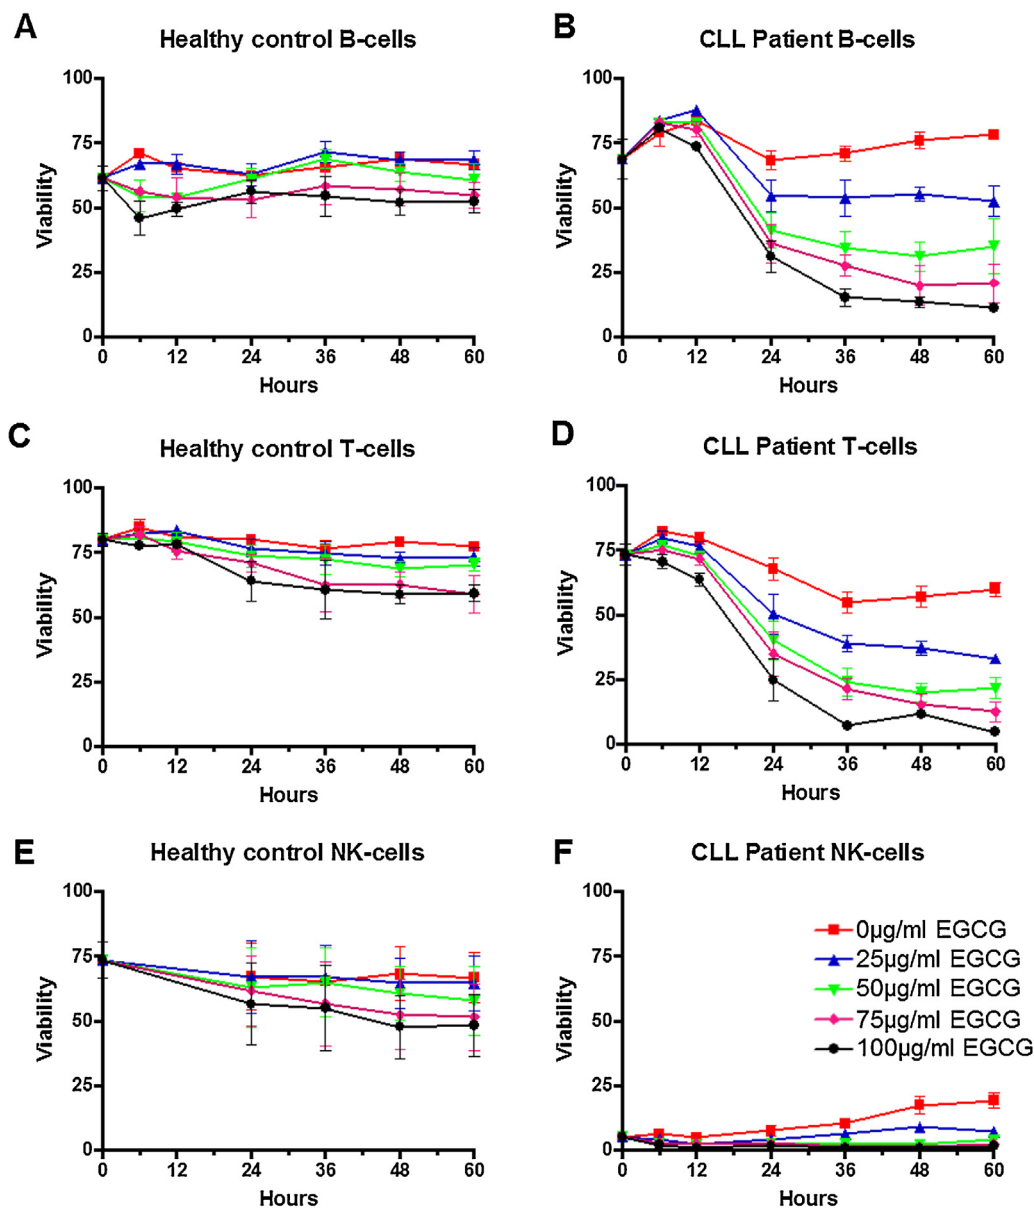 A
Healthy control B-cells
100
75
50
25
0
Viability
0 12 24 36 48 60
Hours
B
CLL Patient B-cells
100
75
50
25
0
Viability
0 12 24 36 48 60
Hours
C
Healthy control T-cells
100
75
50
25
0
Viability
0 12 24 36 48 60
Hours
D
CLL Patient T-cells
100
75
50
25
0
Viability
0 12 24 36 48 60
Hours
E
Healthy control NK-cells
100
75
50
25
0
Viability
0 12 24 36 48 60
Hours
F
CLL Patient NK-cells
100
75
50
25
0
Viability
0µg/ml EGCG
25µg/ml EGCG
50µg/ml EGCG
75µg/ml EGCG
100µg/ml EGCG
0 12 24 36 48 60
Hours